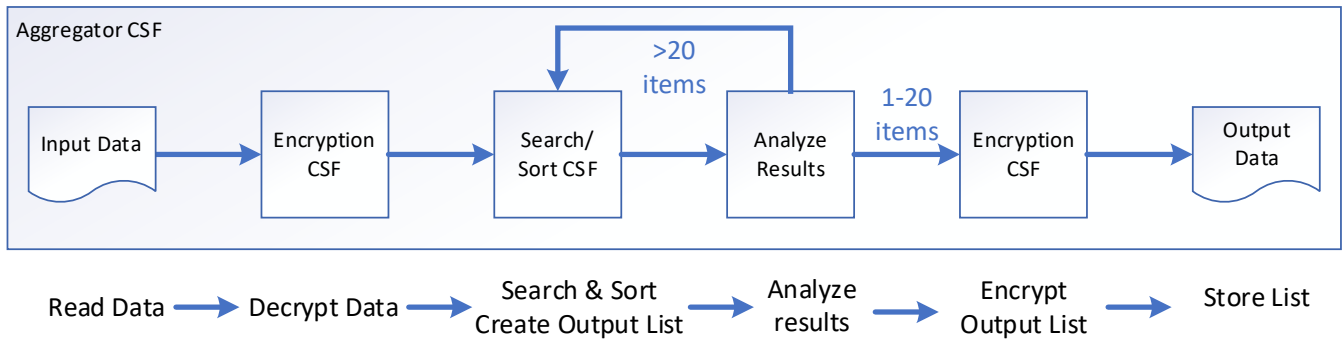 Aggregator CSF
>20
items
1-20
items
Input Data
Encryption
CSF
Search/
Sort CSF
Analyze
Results
Encryption
CSF
Output
Data
Read Data
Decrypt Data
Search & Sort
Create Output List
Analyze
results
Encrypt
Output List
Store List